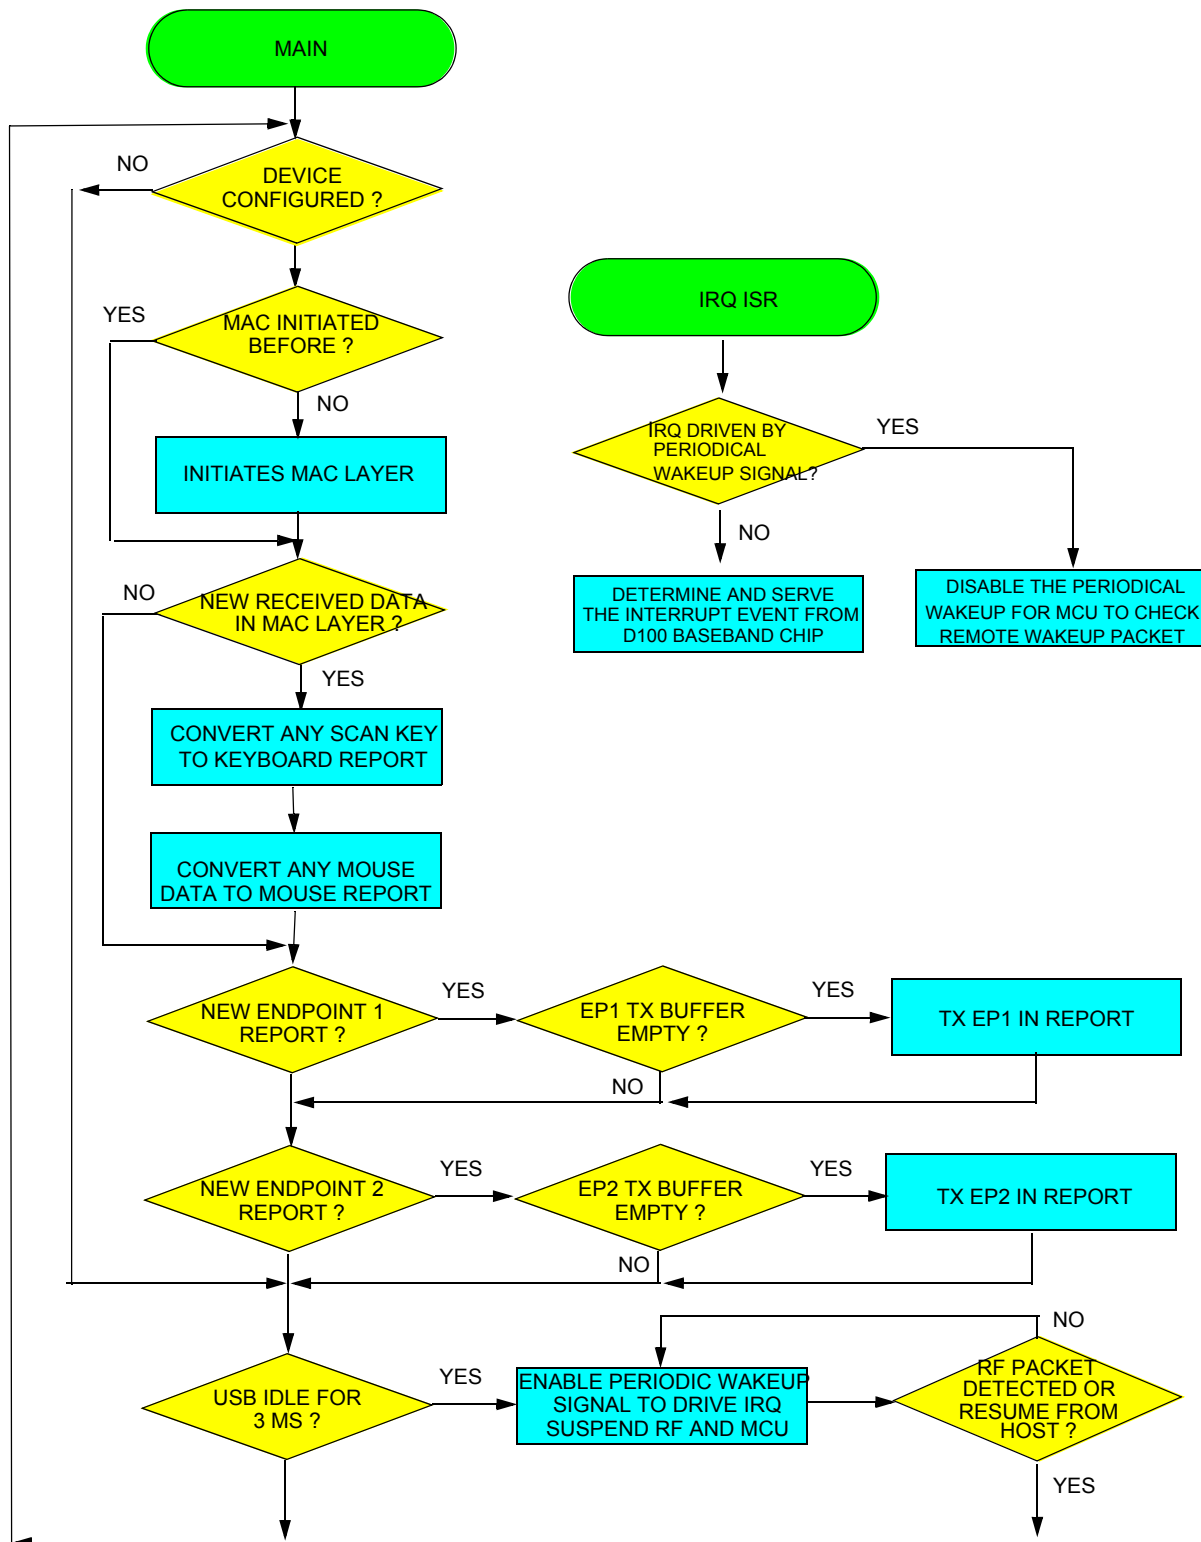 MAIN
NO
DEVICE
CONFIGURED ?
YES
MAC INITIATED
BEFORE ?
NO
INITIATES MAC LAYER
NO
NEW RECEIVED DATA
IN MAC LAYER ?
YES
CONVERT ANY SCAN KEY
TO KEYBOARD REPORT
CONVERT ANY MOUSE
DATA TO MOUSE REPORT
IRQ ISR
IRQ DRIVEN BY
PERIODICAL
WAKEUP SIGNAL?
YES
NO
DETERMINE AND SERVE
THE INTERRUPT EVENT FROM
D100 BASEBAND CHIP
DISABLE THE PERIODICAL
WAKEUP FOR MCU TO CHECK
REMOTE WAKEUP PACKET
NEW ENDPOINT 1
REPORT ?
YES
EP1 TX BUFFER
EMPTY ?
YES
TX EP1 IN REPORT
NO
NEW ENDPOINT 2
REPORT ?
YES
EP2 TX BUFFER
EMPTY ?
YES
TX EP2 IN REPORT
NO
USB IDLE FOR
3 MS ?
YES
ENABLE PERIODIC WAKEUP
SIGNAL TO DRIVE IRQ
SUSPEND RF AND MCU
NO
RF PACKET
DETECTED OR
RESUME FROM
HOST ?
YES